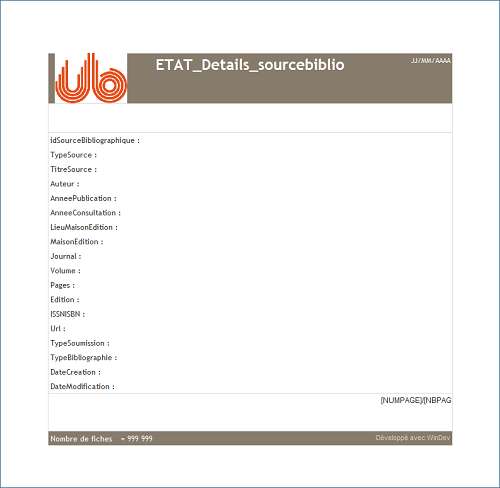 ub
ETAT_Details_sourcebiblio
JJ/MM/AAAA
idSourceBibliographique :
TypeSource :
TitreSource :
Auteur :
AnneePublication :
AnneeConsultation :
LieuMaisonEdition :
MaisonEdition :
Journal :
Volume :
Pages :
Edition :
ISSNISBN :
Url :
TypeSoumission :
TypeBibliographie :
DateCreation :
DateModification :
[NUMPAGE]/[NBPAG
Nombre de fiches = 999 999
Développé avec WinDev